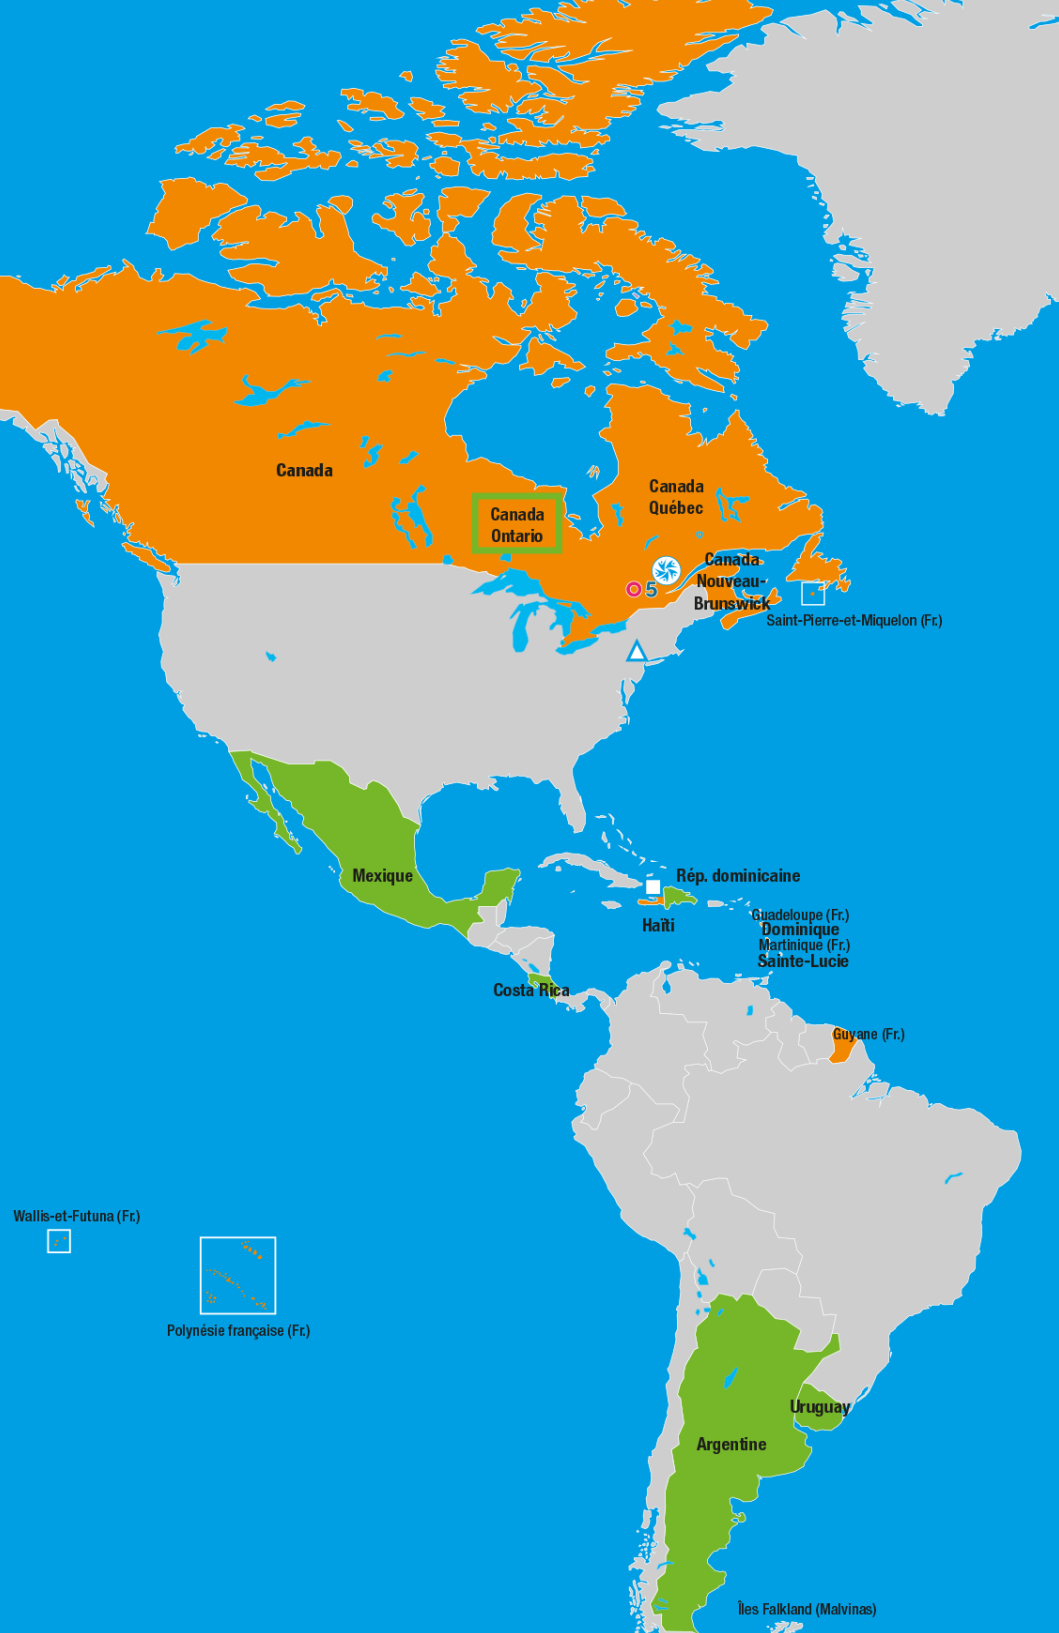 Canada
Canada
Québec
Canada
Ontario
Canada
Nouveau-
Brunswick
5
Saint-Pierre-et-Miquelon (Fr.)
Mexique
Rép. dominicaine
Haïti
Guadeloupe (Fr.)
Dominique
Martinique (Fr.)
Sainte-Lucie
Costa Rica
Guyane (Fr.)
Wallis-et-Futuna (Fr.)
Polynésie française (Fr.)
Uruguay
Argentine
Îles Falkland (Malvinas)